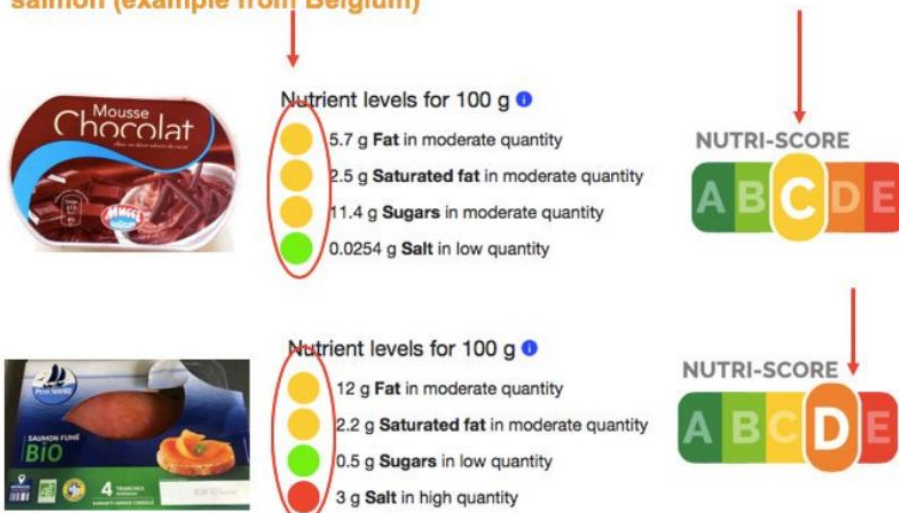 salmon (example from Belgium)
Mousse
Chocolat
Nutrient levels for 100 g
5.7 g Fat in moderate quantity
2.5 g Saturated fat in moderate quantity
11.4 g Sugars in moderate quantity
0.0254 g Salt in low quantity
NUTRI-SCORE
A B C D E
SAUMON FUMÉ
BIO
4 TRANCHES
Nutrient levels for 100 g
12 g Fat in moderate quantity
2.2 g Saturated fat in moderate quantity
0.5 g Sugars in low quantity
3 g Salt in high quantity
NUTRI-SCORE
A B C D E